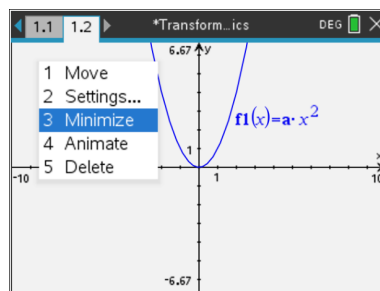 1.1 1.2 *Transform...ics DEG
6.67 y
1 Move
2 Settings...
3 Minimize
4 Animate
5 Delete
f1(x)=a·x²
1
x
-10 1 10
-6.67